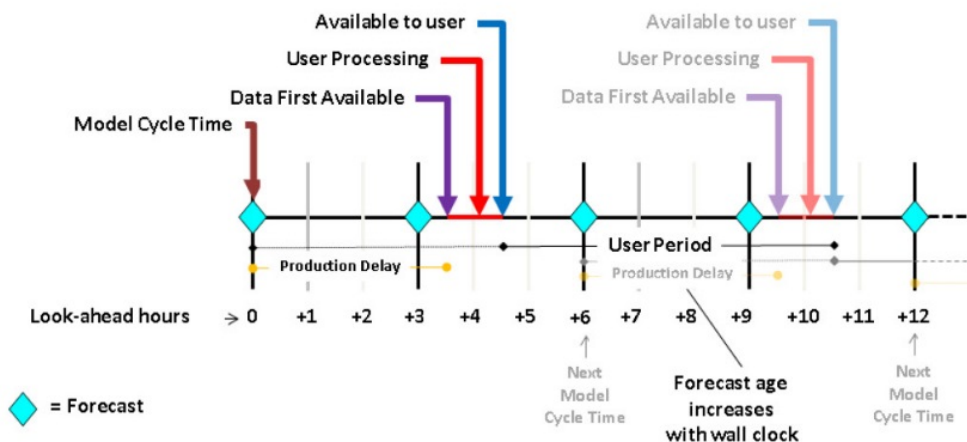 Available to user
Available to user
User Processing
User Processing
Data First Available
Data First Available
Model Cycle Time
User Period
Production Delay
Production Delay
Look-ahead hours
0 +1 +2 +3 +4 +5 +6 +7 +8 +9 +10 +11 +12
Next
Model
Cycle Time
Forecast age
increases
with wall clock
Next
Model
Cycle Time
= Forecast